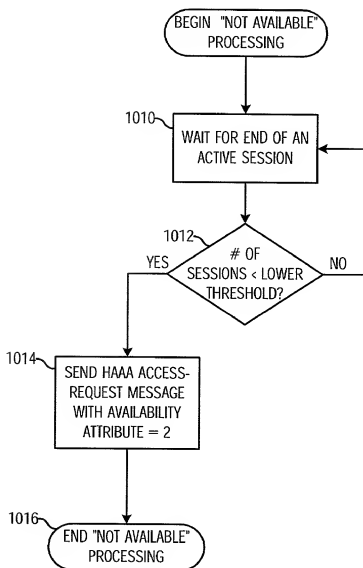 BEGIN "NOT AVAILABLE"
PROCESSING
1010
WAIT FOR END OF AN
ACTIVE SESSION
1012
# OF
SESSIONS < LOWER
THRESHOLD?
YES
NO
1014
SEND HAAA ACCESS-
REQUEST MESSAGE
WITH AVAILABILITY
ATTRIBUTE = 2
1016
END "NOT AVAILABLE"
PROCESSING